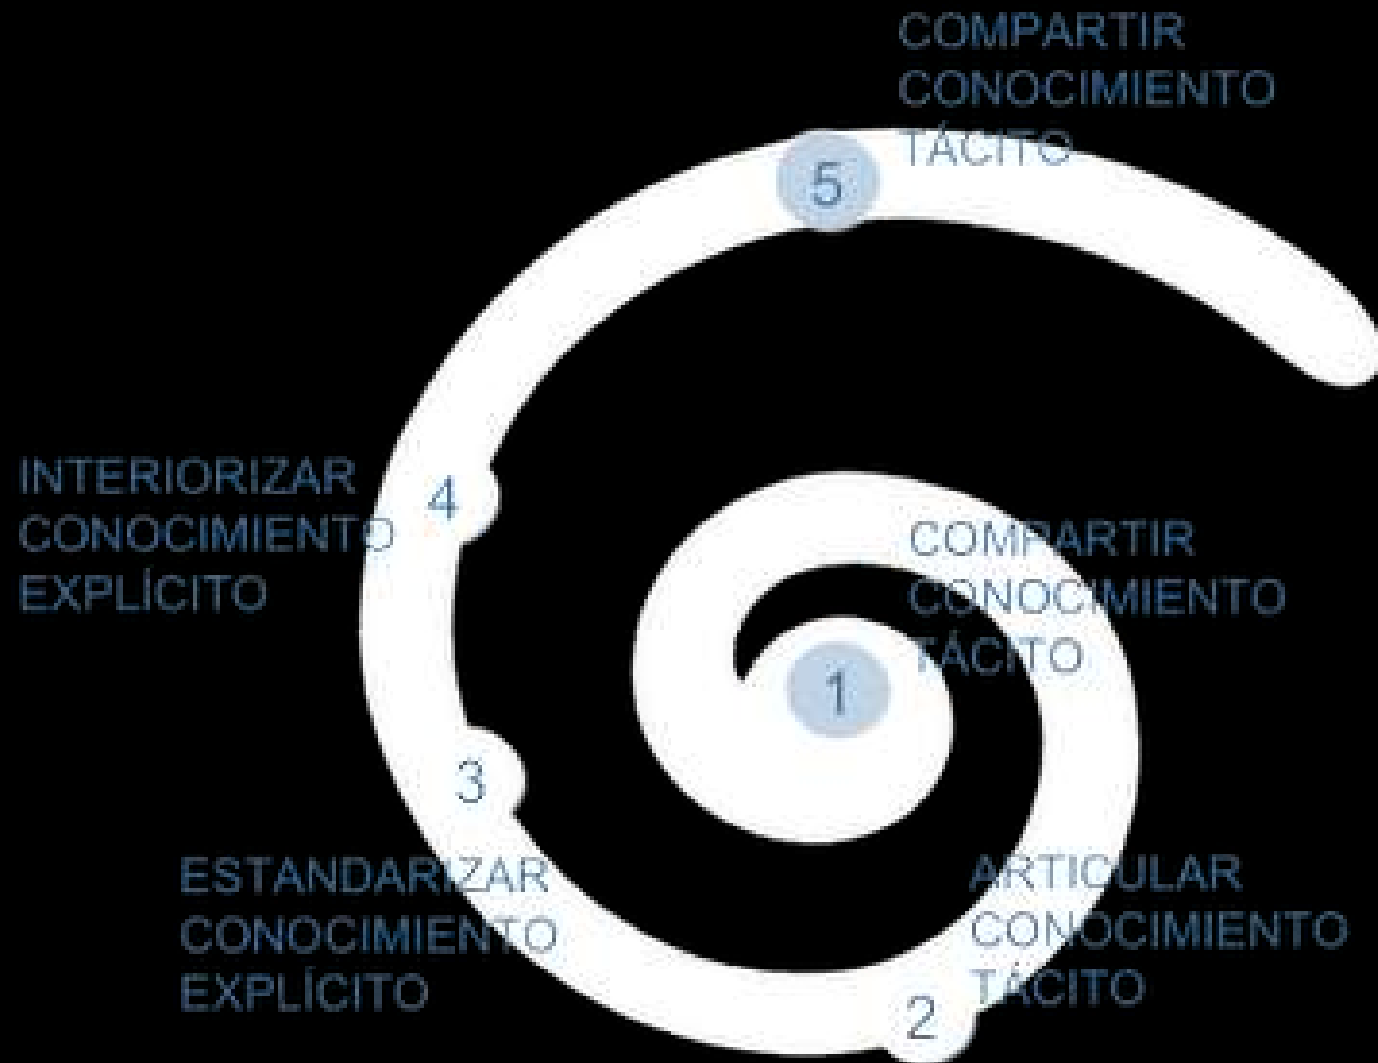 COMPARTIR
CONOCIMIENTO
TÁCITO
5
INTERIORIZAR
CONOCIMIENTO
EXPLÍCITO
4
COMPARTIR
CONOCIMIENTO
TÁCITO
1
3
ESTANDARIZAR
CONOCIMIENTO
EXPLÍCITO
ARTICULAR
CONOCIMIENTO
TÁCITO
2